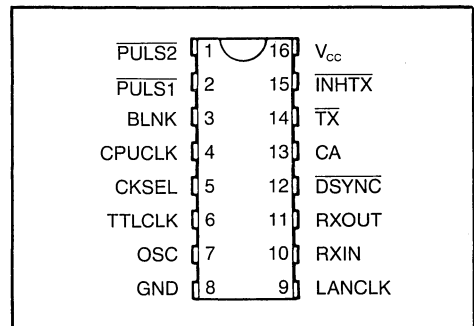 PULS2 1 16 Vcc
PULS1 2 15 INHTX
BLNK 3 14 TX
CPUCLK 4 13 CA
CKSEL 5 12 DSYNC
TTLCLK 6 11 RXOUT
OSC 7 10 RXIN
GND 8 9 LANCLK